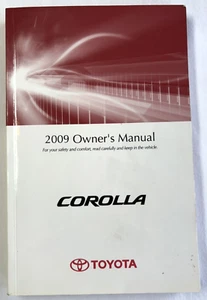 2009 Owner's Manual
For your safety and comfort, read carefully and keep in the vehicle.
COROLLA
TOYOTA